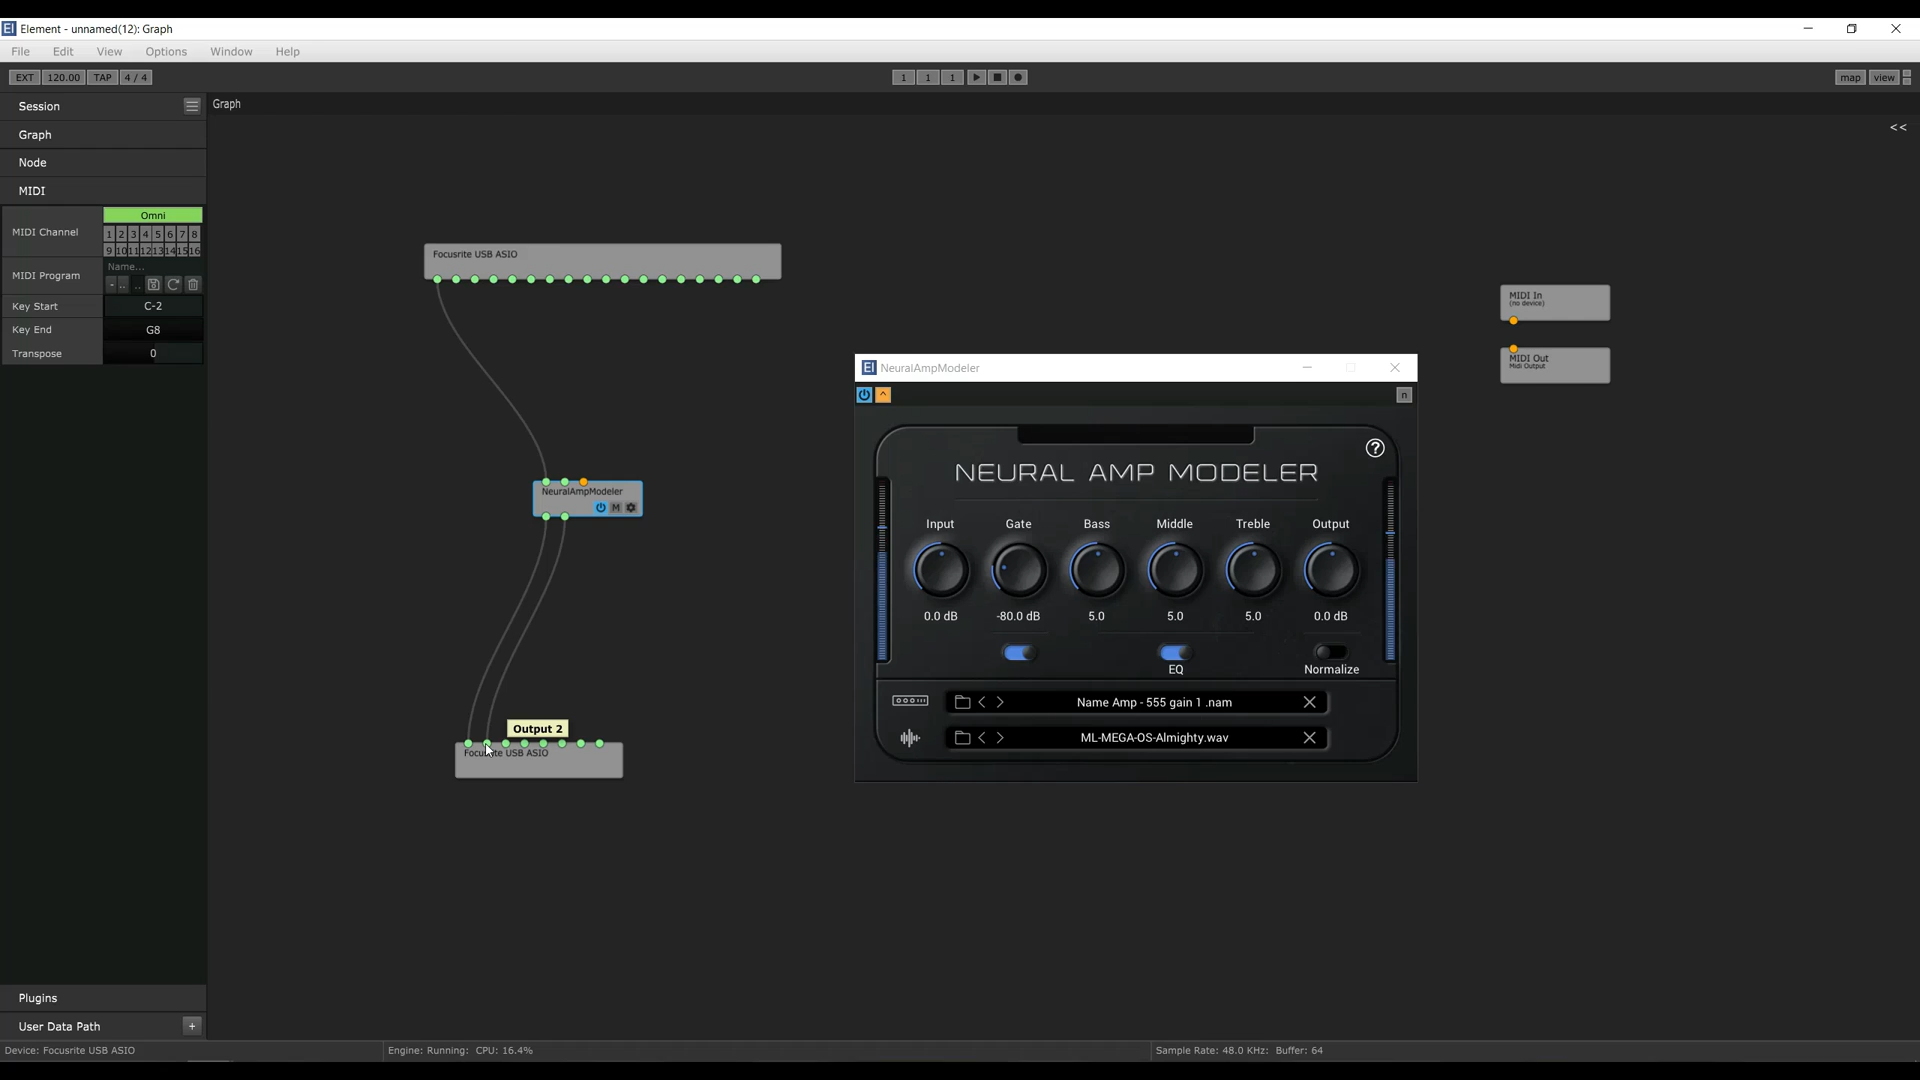 Element - unnamed(12): Graph
File Edit View Options Window Help
EXT 120.00 TAP 4 / 4 1 1 1 map view
Session
Graph
Node
MIDI
MIDI Channel
Omni
1 2 3 4 5 6 7 8
9 10 11 12 13 14 15 16
MIDI Program
Name...
- .. ..
Key Start C-2
Key End G8
Transpose 0
Plugins
User Data Path +
Graph
<<
Focusrite USB ASIO
MIDI In
(no device)
MIDI Out
Midi Output
NeuralAmpModeler
M
Output 2
Focusrite USB ASIO
NeuralAmpModeler
n
?
NEURAL AMP MODELER
Input Gate Bass Middle Treble Output
0.0 dB -80.0 dB 5.0 5.0 5.0 0.0 dB
EQ Normalize
Name Amp - 555 gain 1 .nam
ML-MEGA-OS-Almighty.wav
Device: Focusrite USB ASIO
Engine: Running: CPU: 16.4%
Sample Rate: 48.0 KHz: Buffer: 64